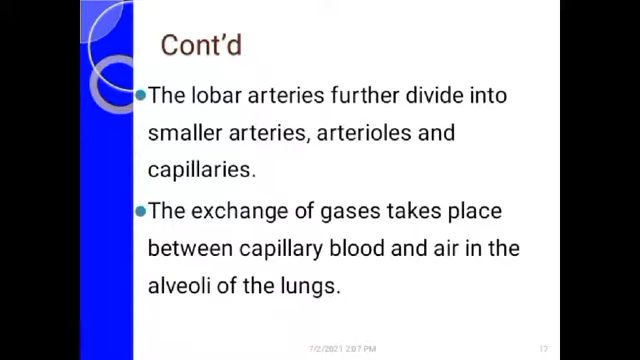 Cont'd
The lobar arteries further divide into
smaller arteries, arterioles and
capillaries.
The exchange of gases takes place
between capillary blood and air in the
alveoli of the lungs.
7/2/2021 2:07 PM
17